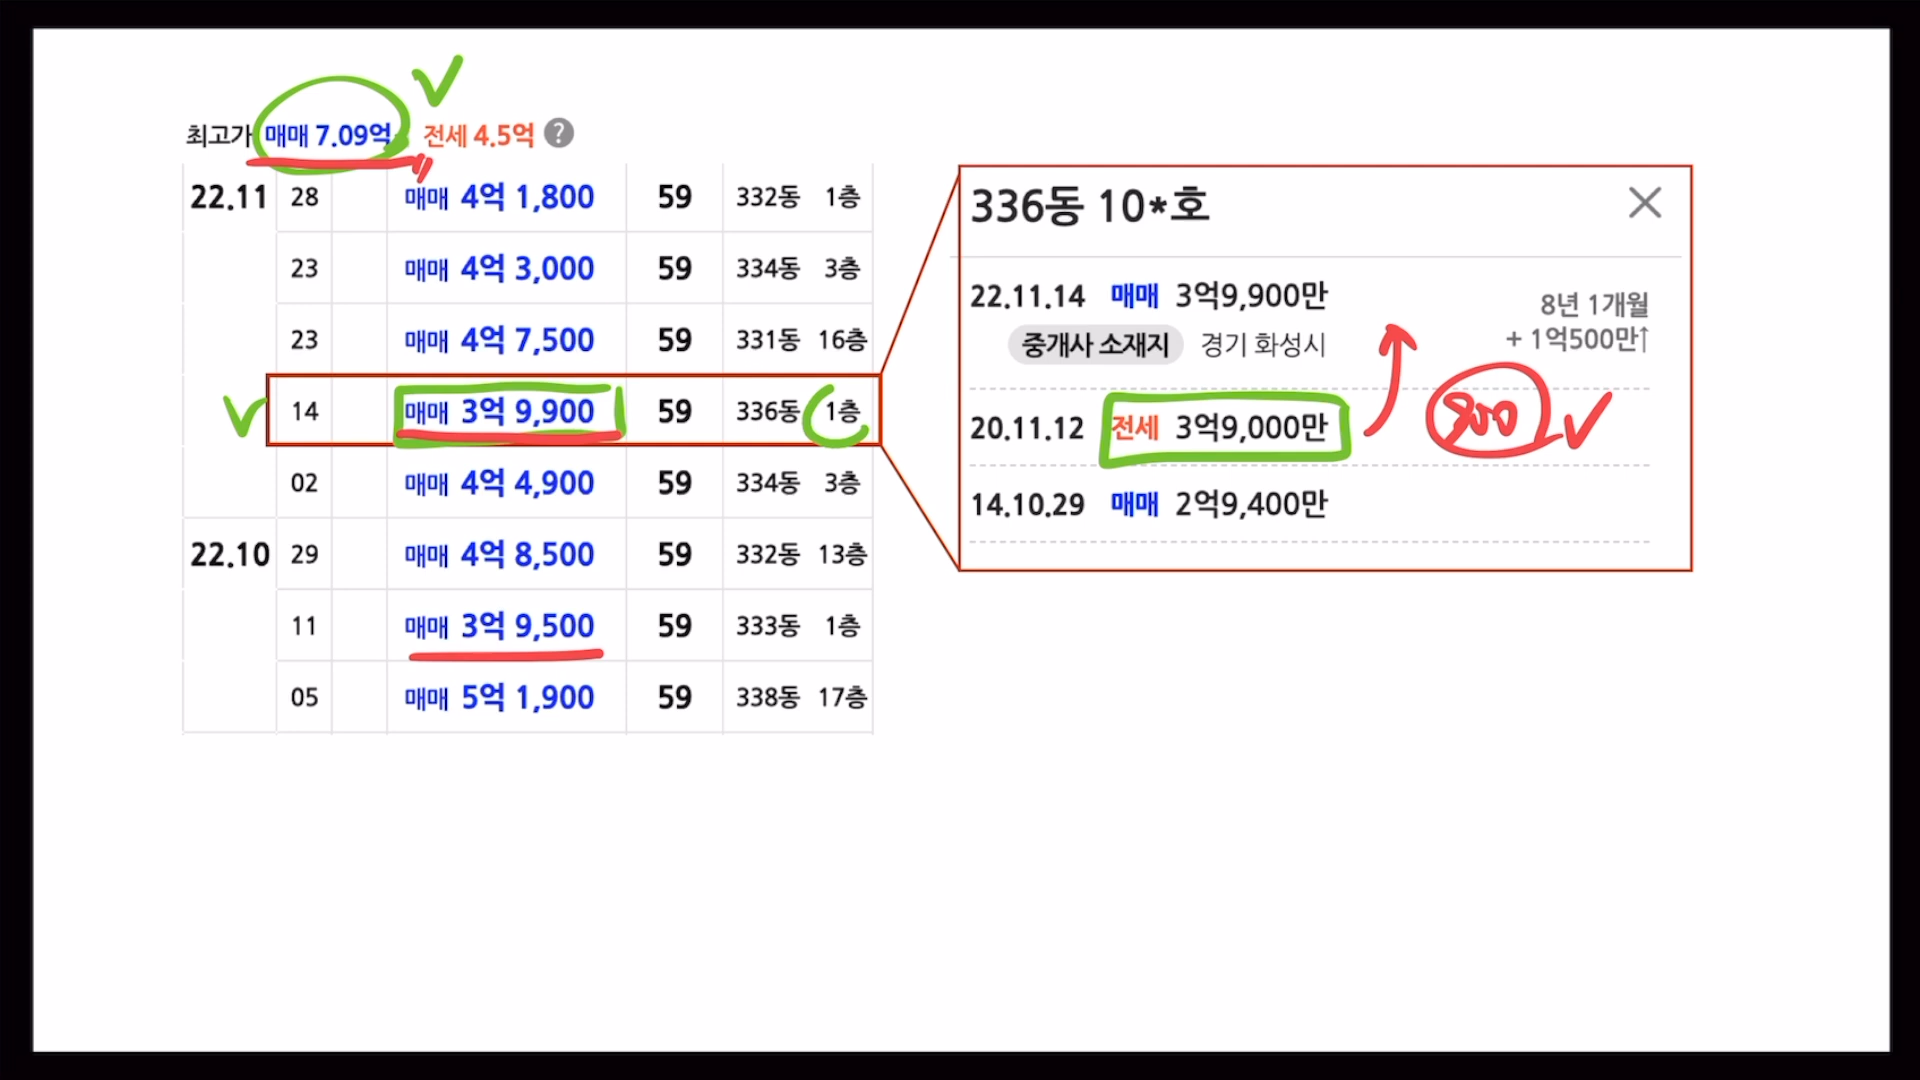 최고가 매매 7.09억 전세 4.5억 ?
22.11 28 매매 4억 1,800 59 332동 1층
23 매매 4억 3,000 59 334동 3층
23 매매 4억 7,500 59 331동 16층
14 매매 3억 9,900 59 336동 1층
02 매매 4억 4,900 59 334동 3층
22.10 29 매매 4억 8,500 59 332동 13층
11 매매 3억 9,500 59 333동 1층
05 매매 5억 1,900 59 338동 17층
336동 10*호
22.11.14 매매 3억9,900만 8년 1개월
중개사 소재지 경기 화성시 + 1억500만↑
20.11.12 전세 3억9,000만
14.10.29 매매 2억9,400만